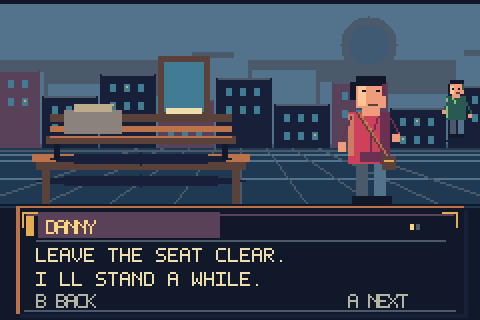 DANNY
LEAVE THE SEAT CLEAR.
I LL STAND A WHILE.
B BACK A NEXT